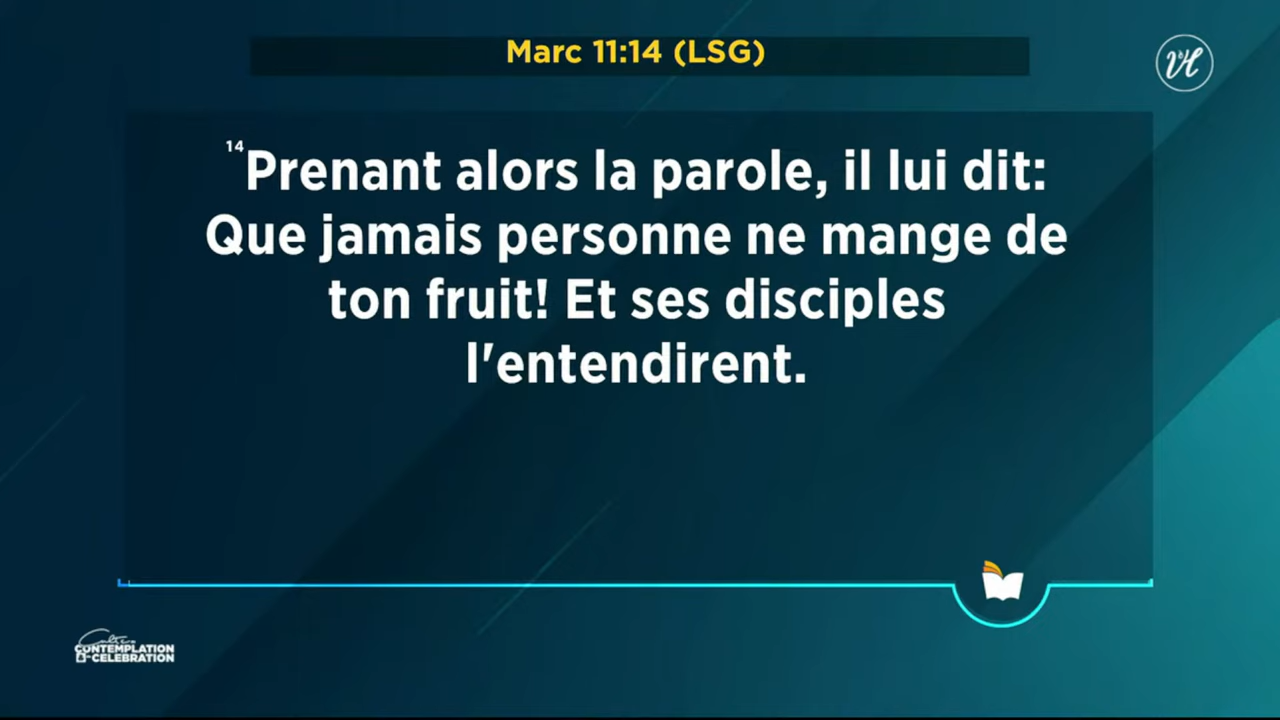 Marc 11:14 (LSG)
14 Prenant alors la parole, il lui dit:
Que jamais personne ne mange de
ton fruit! Et ses disciples
l'entendirent.
Culte
CONTEMPLATION
& CELEBRATION